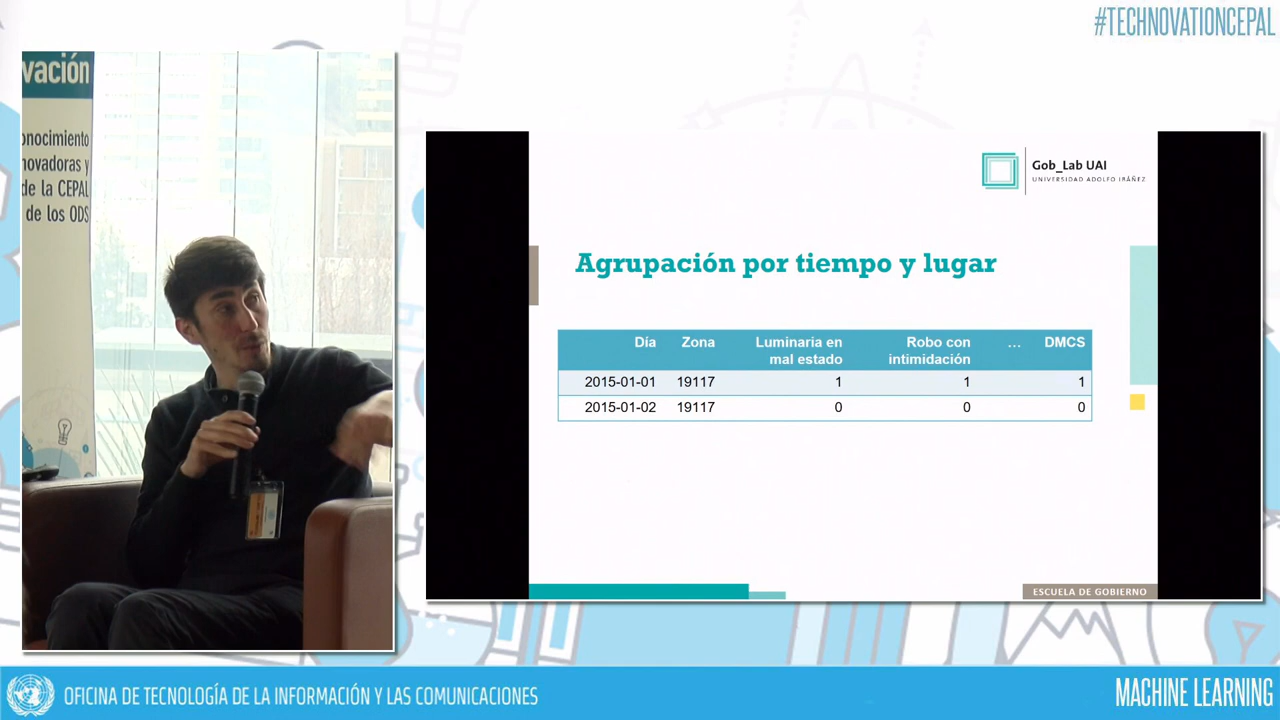 #TECHNOVATIONCEPAL
vación
onocimiento
novadoras y
de la CEPAL
de los ODS
Gob_Lab UAI
UNIVERSIDAD ADOLFO IBÁÑEZ
Agrupación por tiempo y lugar
Día Zona Luminaria en mal estado Robo con intimidación ... DMCS
2015-01-01 19117 1 1 1
2015-01-02 19117 0 0 0
ESCUELA DE GOBIERNO
OFICINA DE TECNOLOGÍA DE LA INFORMACIÓN Y LAS COMUNICACIONES
MACHINE LEARNING